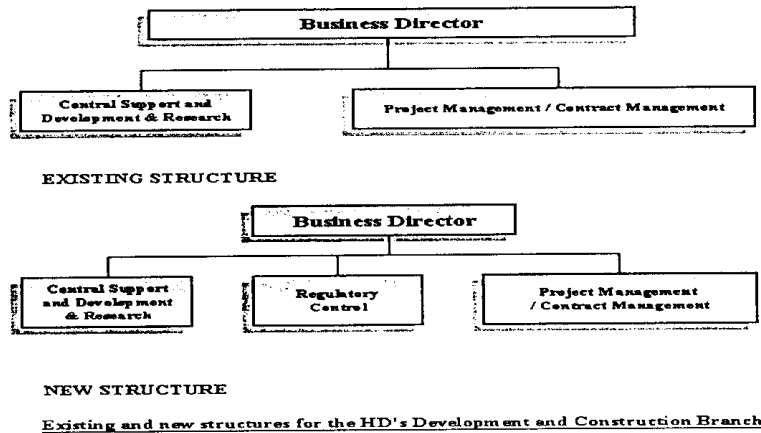 Business Director
Central Support and
Development & Research
Project Management / Contract Management
EXISTING STRUCTURE
Business Director
Central Support
and Development
& Research
Regulatory
Control
Project Management
/ Contract Management
NEW STRUCTURE
Existing and new structures for the HD's Development and Construction Branch